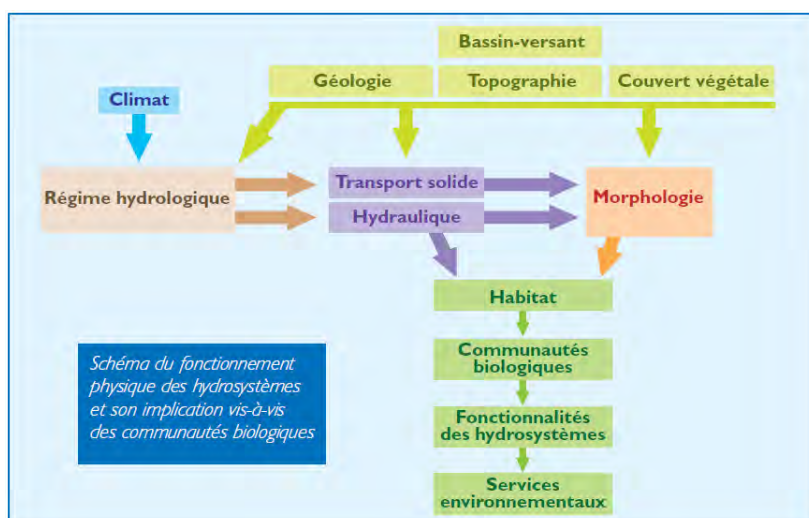 Bassin-versant
Géologie
Topographie
Couvert végétale
Climat
Régime hydrologique
Transport solide
Hydraulique
Morphologie
Habitat
Communautés
biologiques
Fonctionnalités
des hydrosystèmes
Services
environnementaux
Schéma du fonctionnement
physique des hydrosystèmes
et son implication vis-à-vis
des communautés biologiques